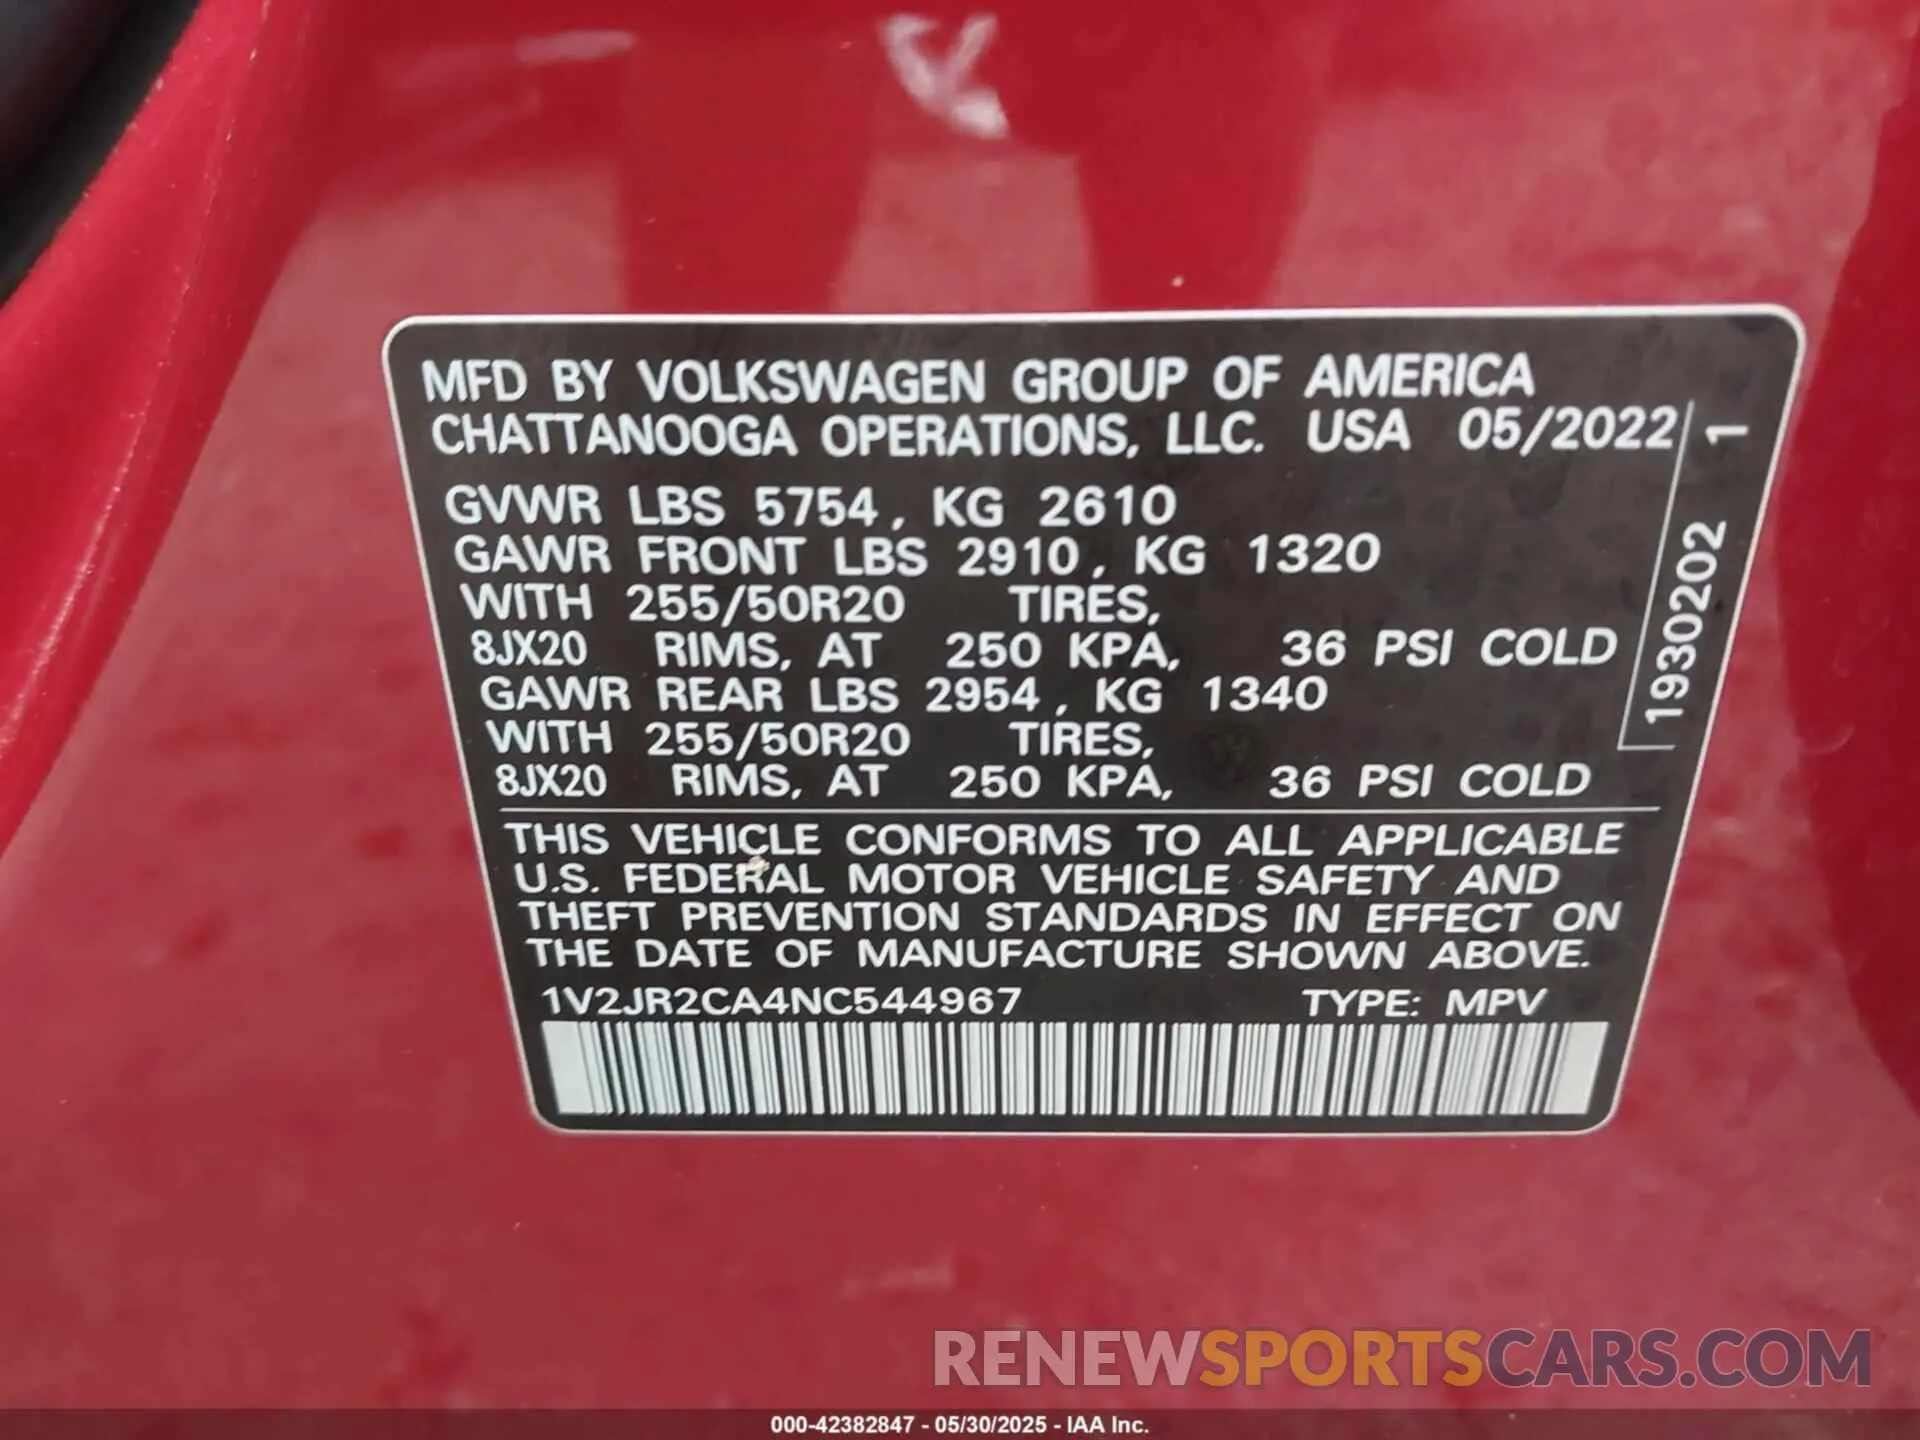 MFD BY VOLKSWAGEN GROUP OF AMERICA
CHATTANOOGA OPERATIONS, LLC. USA 05/2022
GVWR LBS 5754, KG 2610
GAWR FRONT LBS 2910, KG 1320
WITH 255/50R20 TIRES,
8JX20 RIMS, AT 250 KPA, 36 PSI COLD
GAWR REAR LBS 2954, KG 1340
WITH 255/50R20 TIRES,
8JX20 RIMS, AT 250 KPA, 36 PSI COLD
THIS VEHICLE CONFORMS TO ALL APPLICABLE
U.S. FEDERAL MOTOR VEHICLE SAFETY AND
THEFT PREVENTION STANDARDS IN EFFECT ON
THE DATE OF MANUFACTURE SHOWN ABOVE.
1V2JR2CA4NC544967 TYPE: MPV
1930202 1
RENEWSPORTSCARS.COM
000-42382847 - 05/30/2025 - IAA Inc.